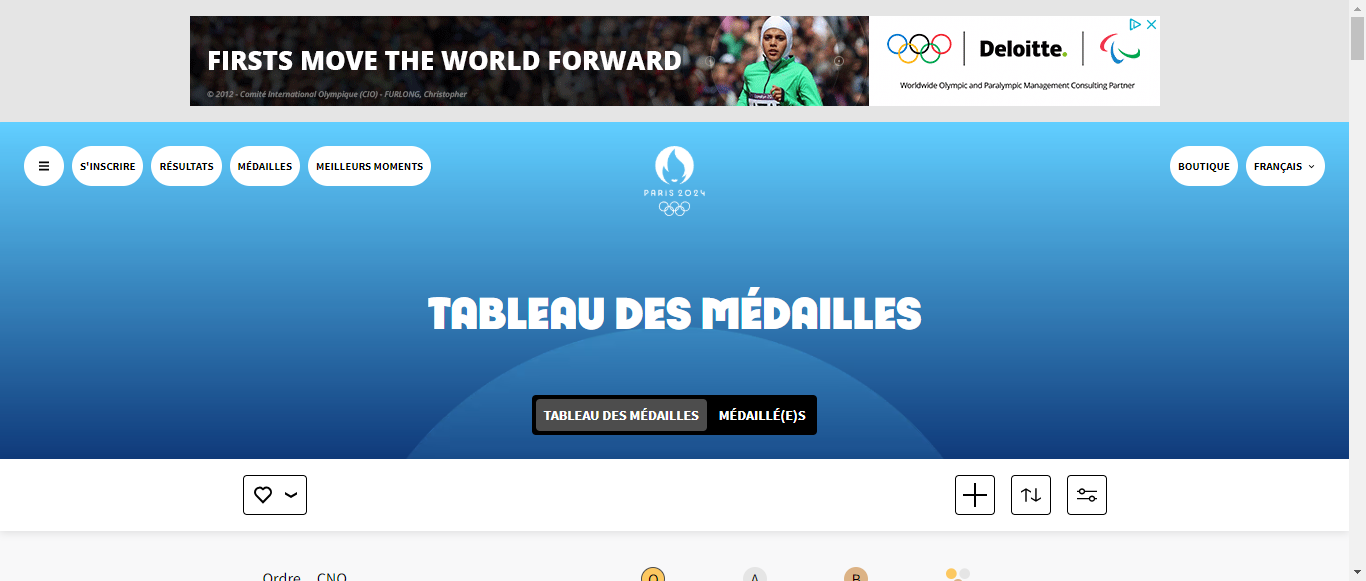 FIRSTS MOVE THE WORLD FORWARD
© 2012 - Comité International Olympique (CIO) - FURLONG, Christopher
Deloitte.
Worldwide Olympic and Paralympic Management Consulting Partner
S'INSCRIRE
RÉSULTATS
MÉDAILLES
MEILLEURS MOMENTS
PARIS 2024
BOUTIQUE
FRANÇAIS
TABLEAU DES MÉDAILLES
TABLEAU DES MÉDAILLES
MÉDAILLÉ(E)S
Ordre CNO O A B